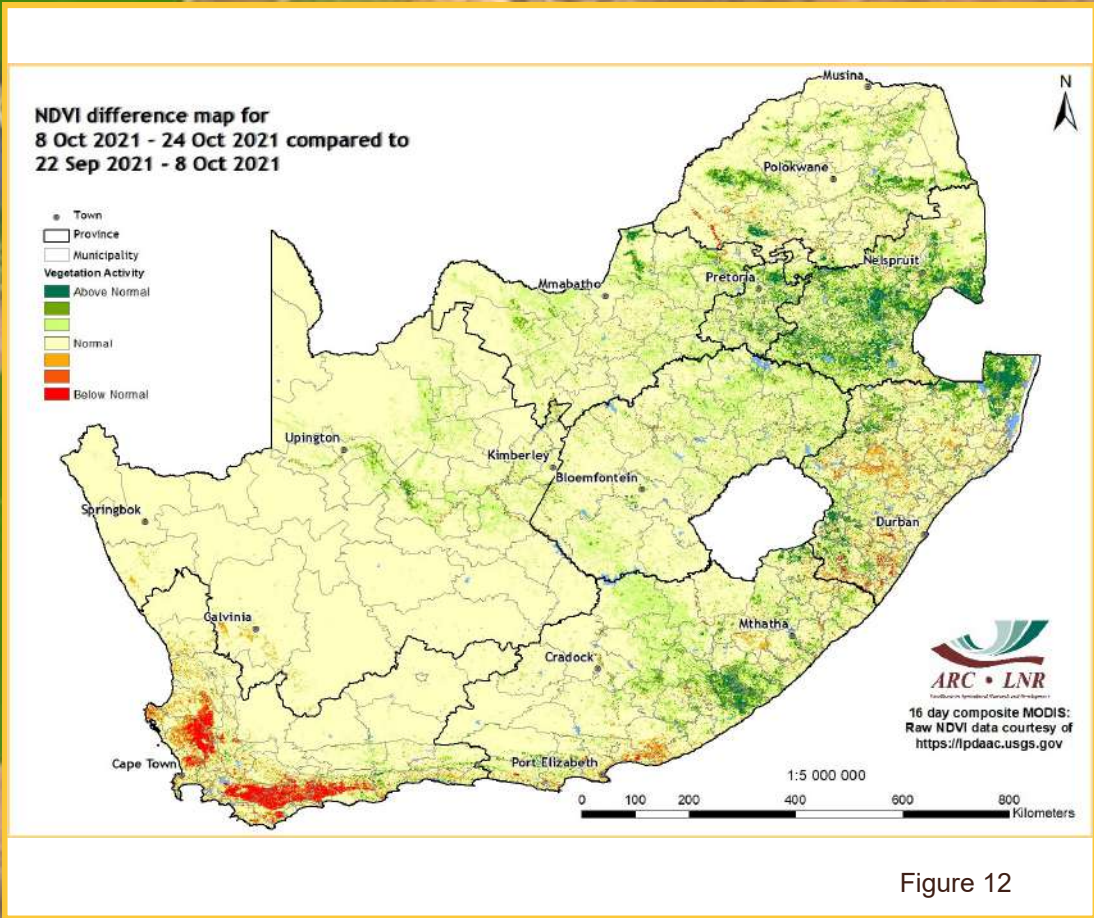 NDVI difference map for
8 Oct 2021 - 24 Oct 2021 compared to
22 Sep 2021 - 8 Oct 2021
Town
Province
Municipality
Vegetation Activity
Above Normal
Normal
Below Normal
N
Musina
Polokwane
Nelspruit
Pretoria
Mmabatho
Upington
Kimberley
Bloemfontein
Springbok
Durban
Calvinia
Mthatha
Cradock
Cape Town
Port Elizabeth
ARC • LNR
16 day composite MODIS:
Raw NDVI data courtesy of
https://lpdaac.usgs.gov
1:5 000 000
0 100 200 400 600 800
Kilometers
Figure 12